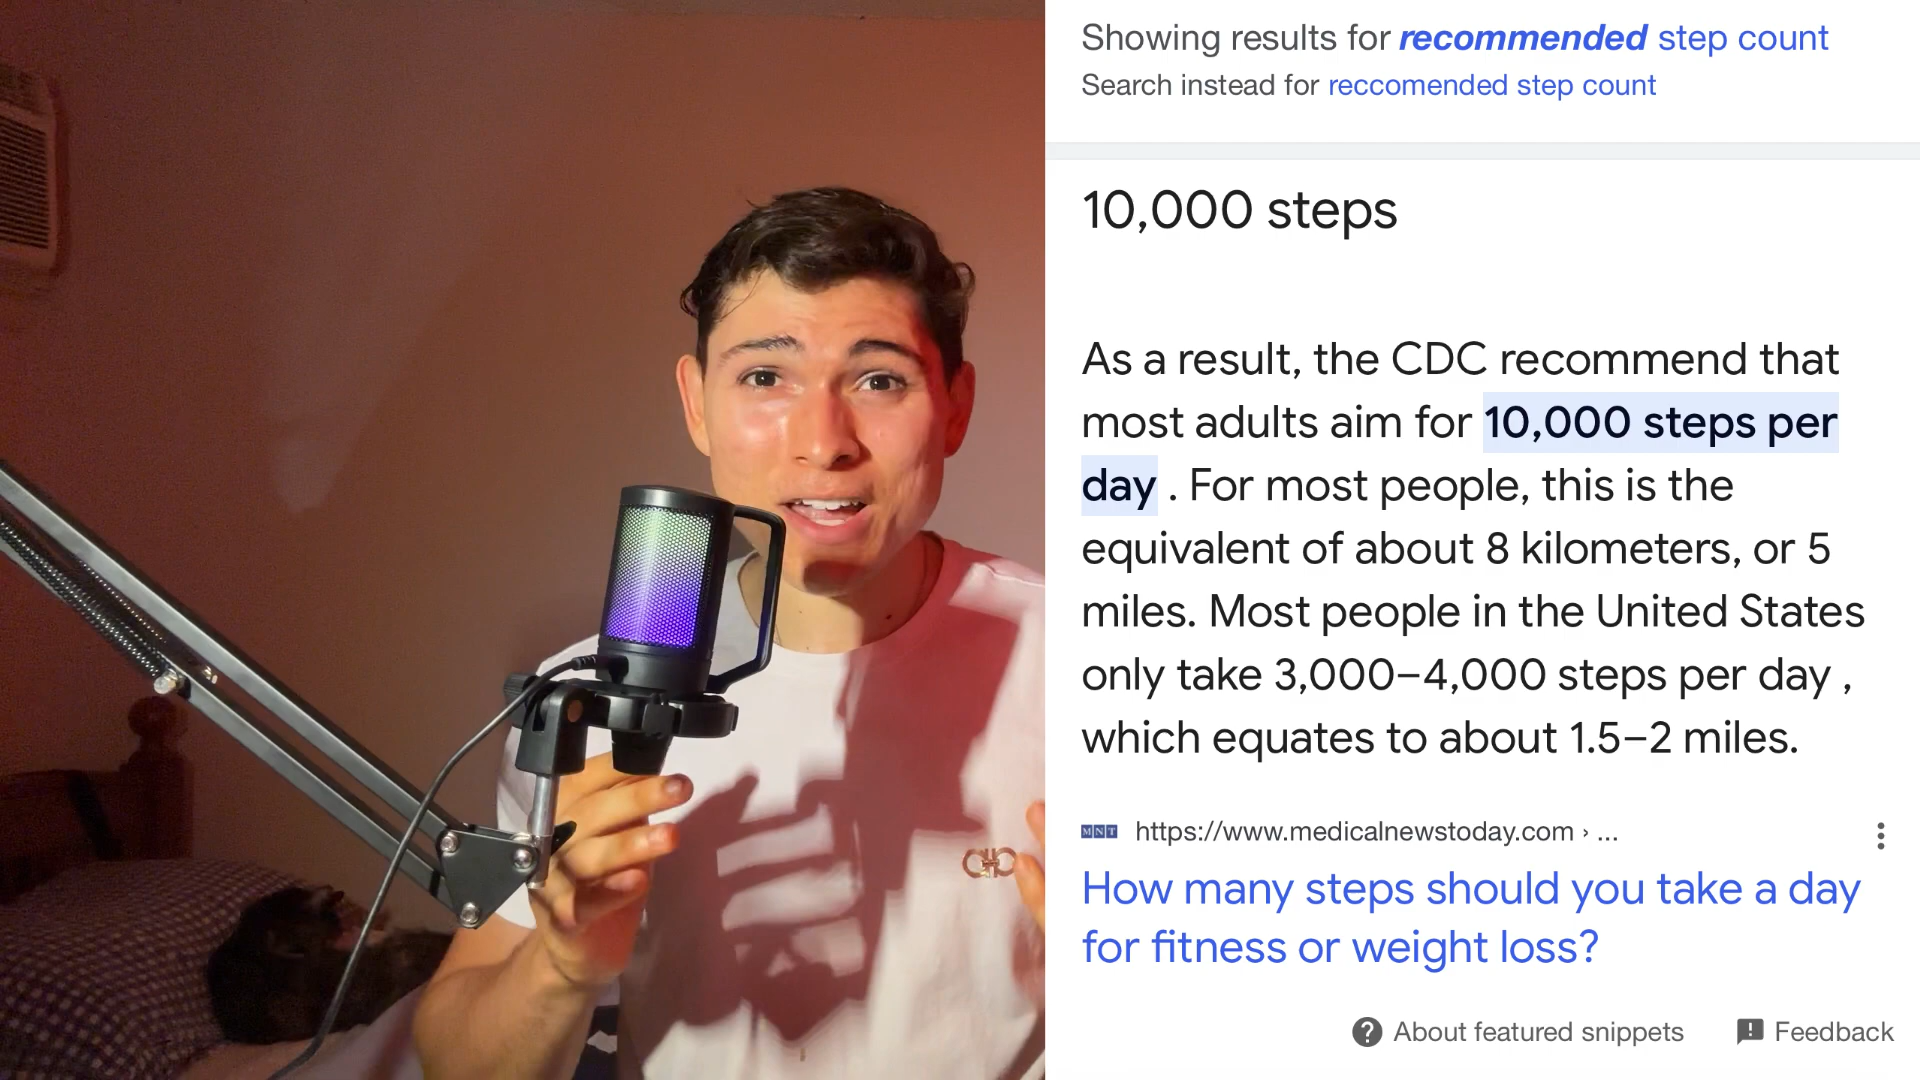 Showing results for recommended step count
Search instead for reccomended step count
10,000 steps
As a result, the CDC recommend that
most adults aim for 10,000 steps per
day . For most people, this is the
equivalent of about 8 kilometers, or 5
miles. Most people in the United States
only take 3,000–4,000 steps per day ,
which equates to about 1.5–2 miles.
MNT https://www.medicalnewstoday.com › ...
How many steps should you take a day
for fitness or weight loss?
About featured snippets Feedback